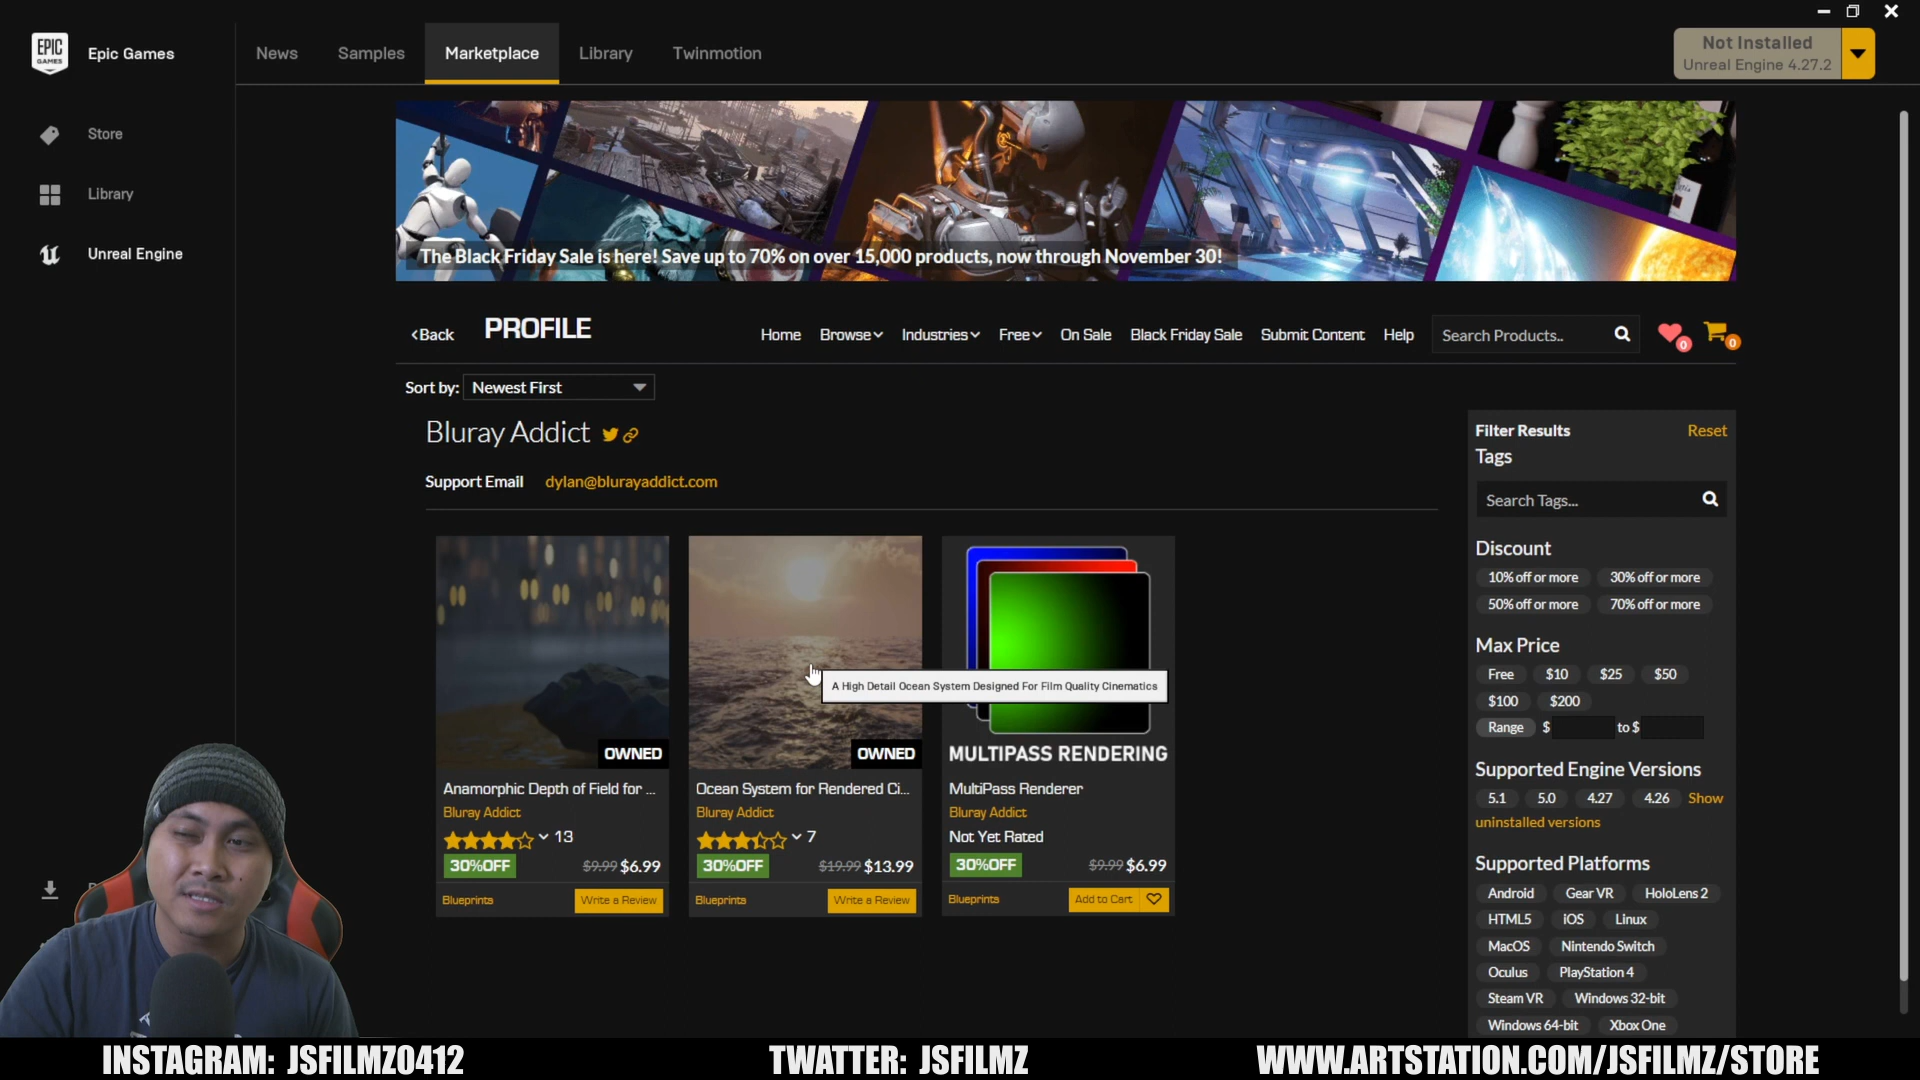 EPIC GAMES
Epic Games
News
Samples
Marketplace
Library
Twinmotion
Not Installed
Unreal Engine 4.27.2
Store
Library
Unreal Engine
The Black Friday Sale is here! Save up to 70% on over 15,000 products, now through November 30!
<Back
PROFILE
Home
Browse
Industries
Free
On Sale
Black Friday Sale
Submit Content
Help
Search Products..
0
0
Sort by:
Newest First
Bluray Addict
Support Email
dylan@blurayaddict.com
OWNED
Anamorphic Depth of Field for ...
Bluray Addict
13
30%OFF
$9.99 $6.99
Blueprints
Write a Review
OWNED
Ocean System for Rendered Ci...
Bluray Addict
7
30%OFF
$19.99 $13.99
Blueprints
Write a Review
A High Detail Ocean System Designed For Film Quality Cinematics
MULTIPASS RENDERING
MultiPass Renderer
Bluray Addict
Not Yet Rated
30%OFF
$9.99 $6.99
Blueprints
Add to Cart
Filter Results
Reset
Tags
Search Tags...
Discount
10% off or more
30% off or more
50% off or more
70% off or more
Max Price
Free
$10
$25
$50
$100
$200
Range
$
to $
Supported Engine Versions
5.1
5.0
4.27
4.26
Show
uninstalled versions
Supported Platforms
Android
Gear VR
HoloLens 2
HTML5
iOS
Linux
MacOS
Nintendo Switch
Oculus
PlayStation 4
Steam VR
Windows 32-bit
Windows 64-bit
Xbox One
INSTAGRAM: JSFILMZ0412
TWATTER: JSFILMZ
WWW.ARTSTATION.COM/JSFILMZ/STORE